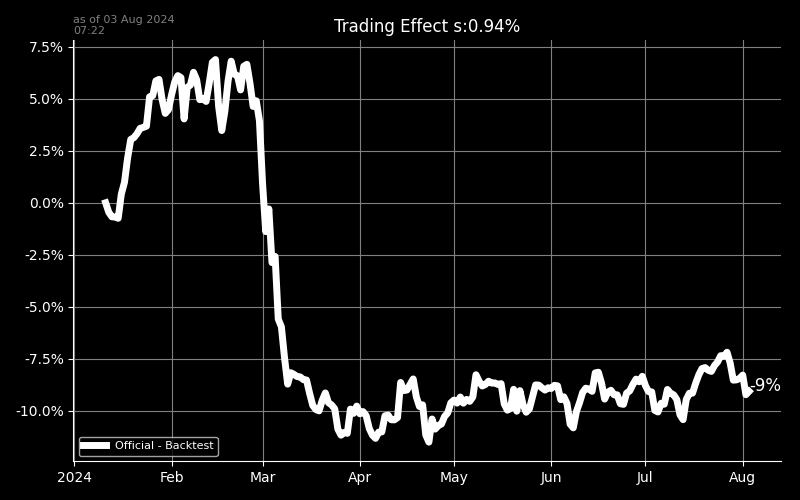 as of 03 Aug 2024
07:22
Trading Effect s:0.94%
7.5%
5.0%
2.5%
0.0%
-2.5%
-5.0%
-7.5%
-10.0%
-9%
Official - Backtest
2024 Feb Mar Apr May Jun Jul Aug